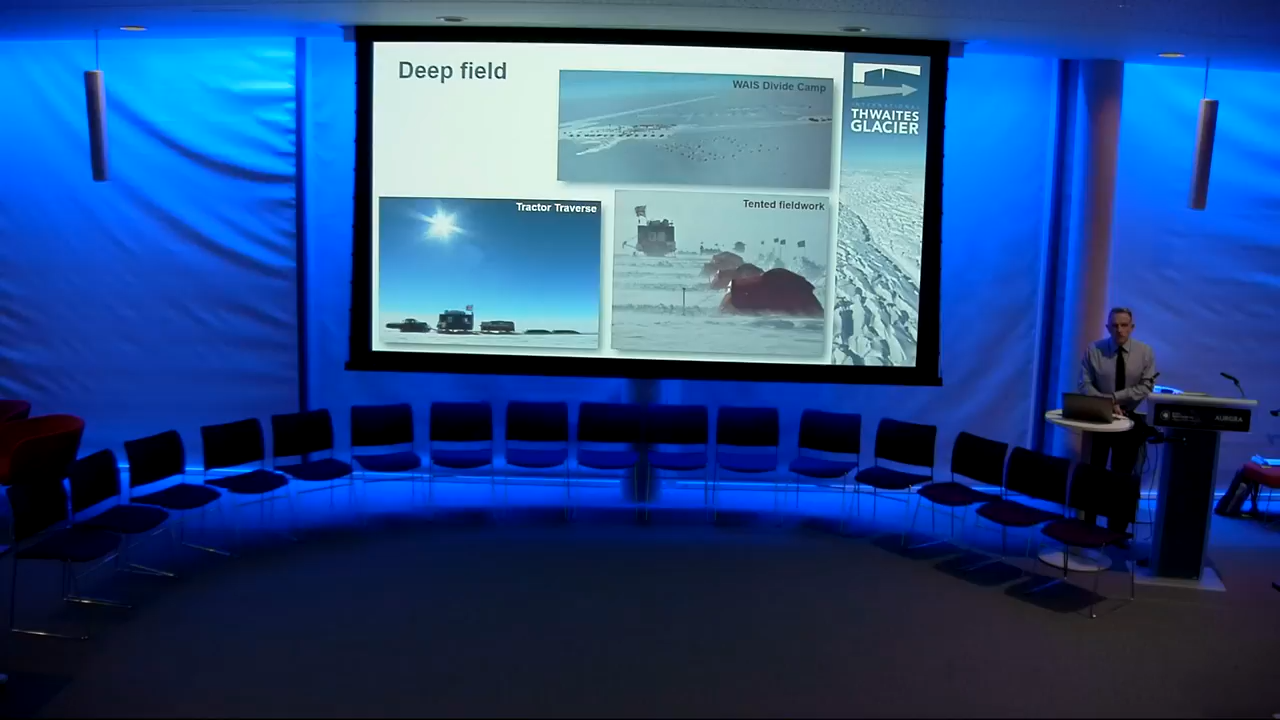 Deep field
WAIS Divide Camp
Tractor Traverse
Tented fieldwork
INTERNATIONAL
THWAITES
GLACIER
AURORA